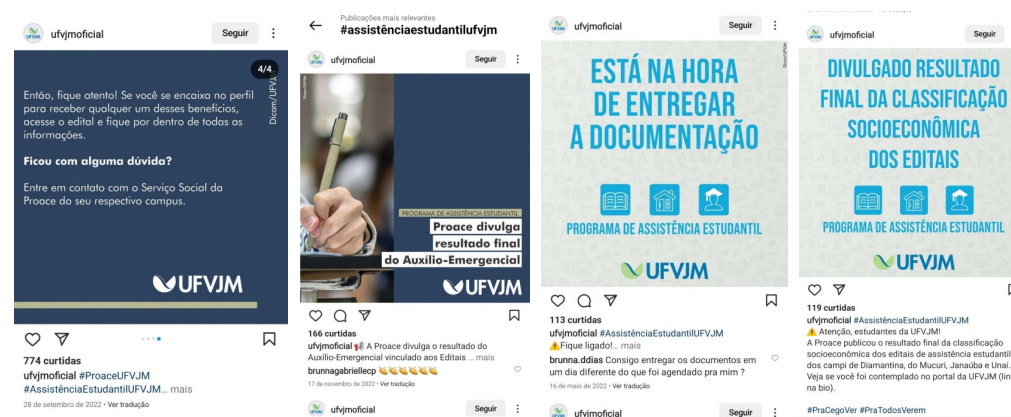 ufvjmoficial
Seguir
4/4
Dicom/UFVJM
Então, fique atento! Se você se encaixa no perfil
para receber qualquer um desses benefícios,
acesse o edital e fique por dentro de todas as
informações.
Ficou com alguma dúvida?
Entre em contato com o Serviço Social da
Proace do seu respectivo campus.
UFVJM
774 curtidas
ufvjmoficial #ProaceUFVJM
#AssistênciaEstudantilUFVJM... mais
28 de setembro de 2022 • Ver tradução
Publicações mais relevantes
#assistênciaestudantilufvjm
ufvjmoficial
Seguir
PROGRAMA DE ASSISTÊNCIA ESTUDANTIL
Proace divulga
resultado final
do Auxílio-Emergencial
UFVJM
166 curtidas
ufvjmoficial 📢 A Proace divulga o resultado do
Auxílio-Emergencial vinculado aos Editais ... mais
brunnagabriellecp 👏👏👏👏👏👏
17 de novembro de 2022 • Ver tradução
ufvjmoficial
Seguir
ufvjmoficial
Seguir
Dicom/UFVJM
ESTÁ NA HORA
DE ENTREGAR
A DOCUMENTAÇÃO
PROGRAMA DE ASSISTÊNCIA ESTUDANTIL
UFVJM
113 curtidas
ufvjmoficial #AssistênciaEstudantilUFVJM
⚠️Fique ligado!... mais
brunna.ddias Consigo entregar os documentos em
um dia diferente do que foi agendado pra mim ?
16 de maio de 2022 • Ver tradução
ufvjmoficial
Seguir
ufvjmoficial
Seguir
DIVULGADO RESULTADO
FINAL DA CLASSIFICAÇÃO
SOCIOECONÔMICA
DOS EDITAIS
PROGRAMA DE ASSISTÊNCIA ESTUDANTIL
UFVJM
119 curtidas
ufvjmoficial #AssistênciaEstudantilUFVJM
⚠️ Atenção, estudantes da UFVJM!
A Proace publicou o resultado final da classificação
socioeconômica dos editais de assistência estudantil
dos campi de Diamantina, do Mucuri, Janaúba e Unaí.
Veja se você foi contemplado no portal da UFVJM (lin
na bio).
#PraCegoVer #PraTodosVerem